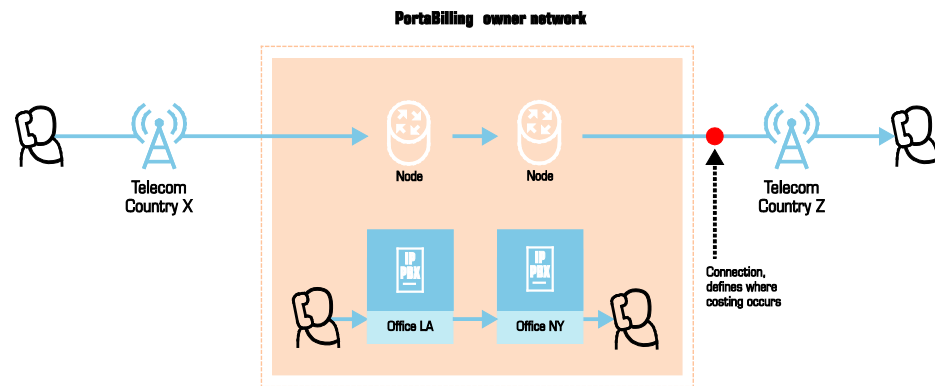 PortaBilling owner network
Node
Node
Telecom
Country X
Telecom
Country Z
IP
PBX
IP
PBX
Connection,
defines where
costing occurs
Office LA
Office NY